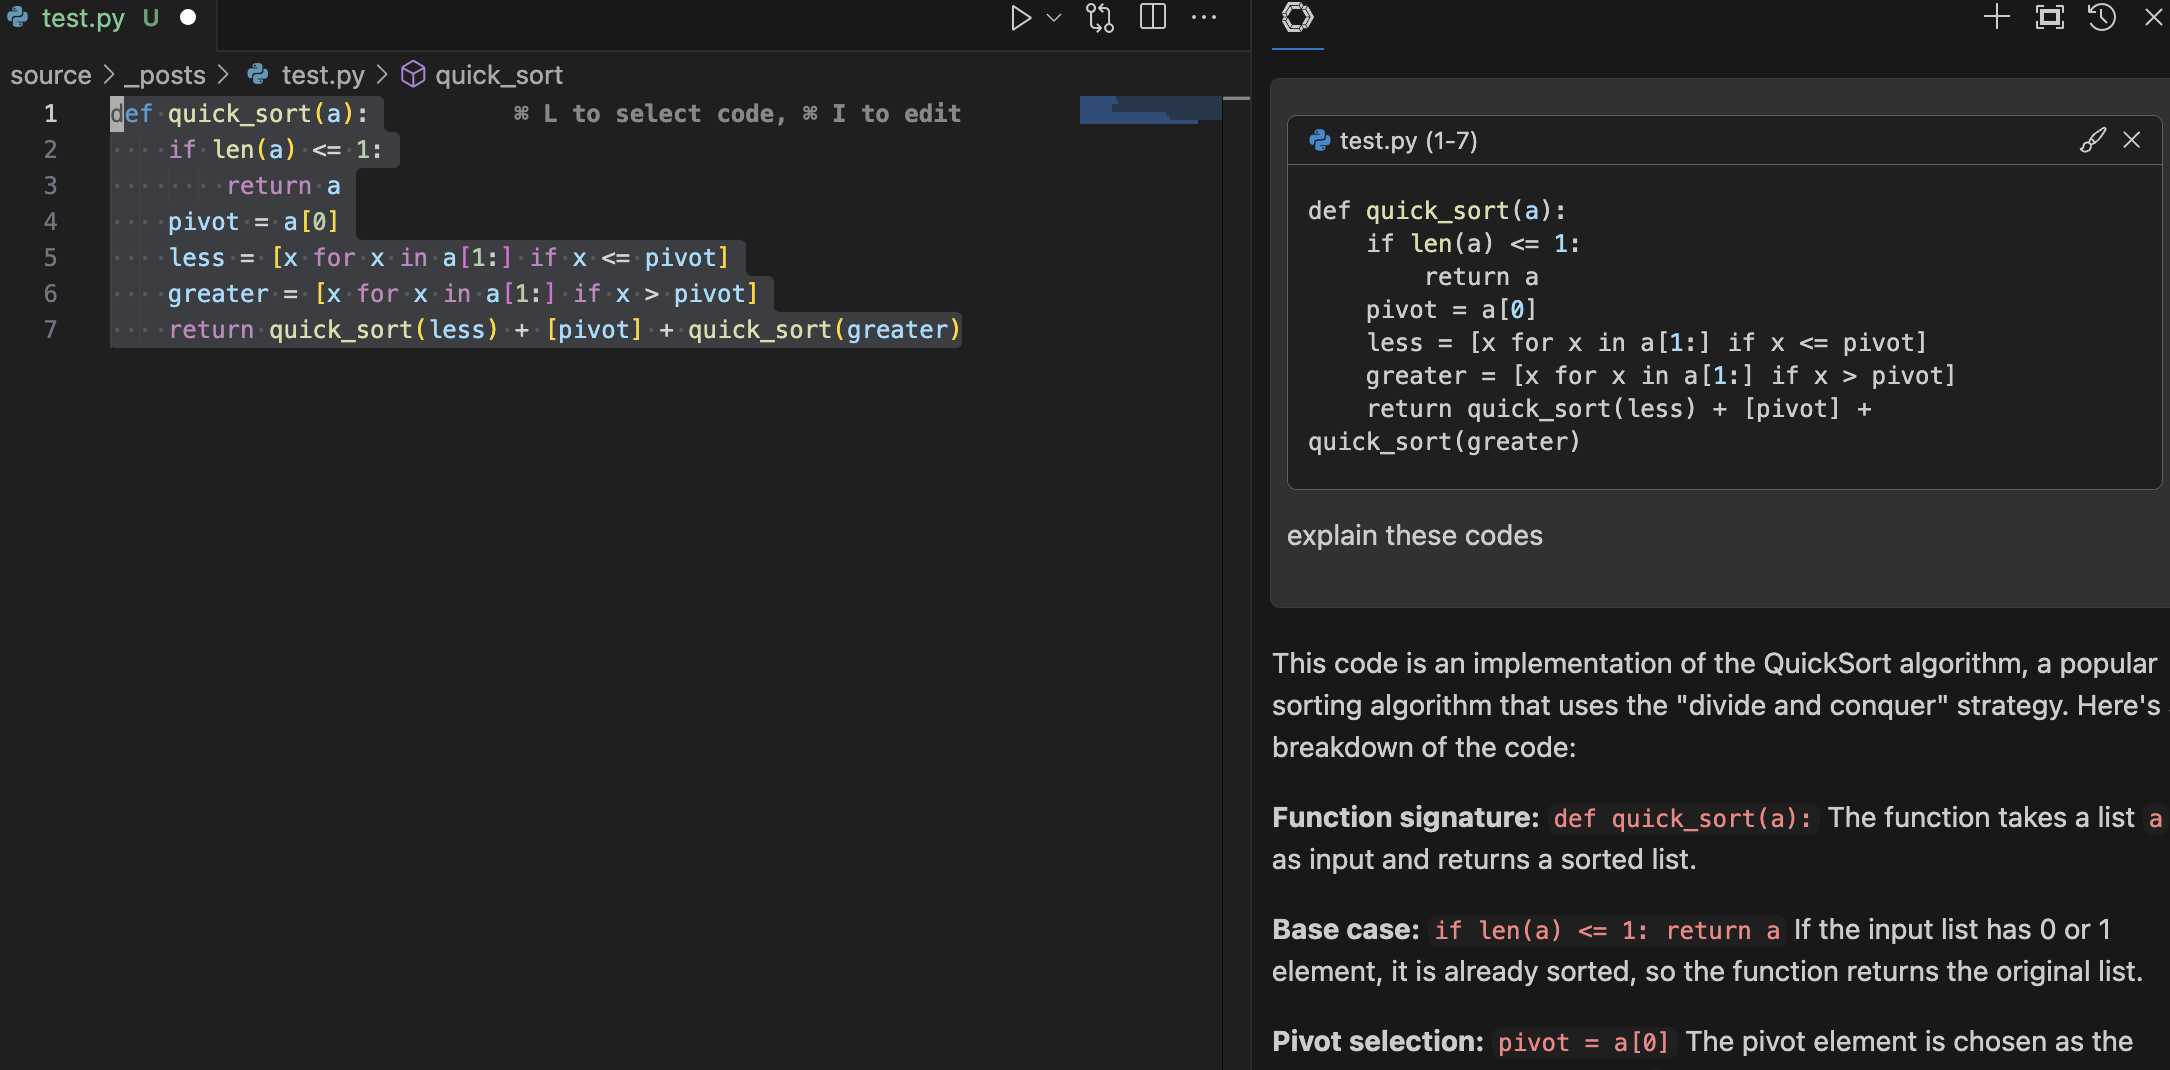 test.py U
source > _posts > test.py > quick_sort
1 def quick_sort(a): ⌘ L to select code, ⌘ I to edit
2     if len(a) <= 1:
3         return a
4     pivot = a[0]
5     less = [x for x in a[1:] if x <= pivot]
6     greater = [x for x in a[1:] if x > pivot]
7     return quick_sort(less) + [pivot] + quick_sort(greater)
test.py (1-7)
def quick_sort(a):
    if len(a) <= 1:
        return a
    pivot = a[0]
    less = [x for x in a[1:] if x <= pivot]
    greater = [x for x in a[1:] if x > pivot]
    return quick_sort(less) + [pivot] +
quick_sort(greater)
explain these codes
This code is an implementation of the QuickSort algorithm, a popular
sorting algorithm that uses the "divide and conquer" strategy. Here's
breakdown of the code:
Function signature: def quick_sort(a): The function takes a list a
as input and returns a sorted list.
Base case: if len(a) <= 1: return a If the input list has 0 or 1
element, it is already sorted, so the function returns the original list.
Pivot selection: pivot = a[0] The pivot element is chosen as the